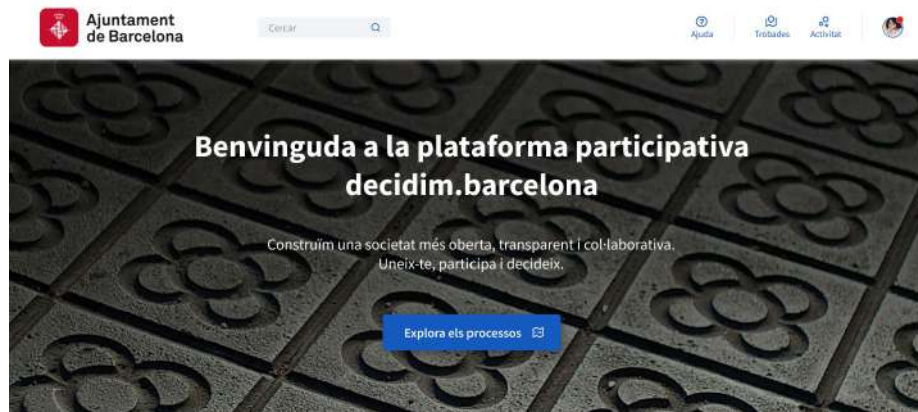 Ajuntament
de Barcelona
Cercar
Ajuda
Trobades
Activitat
Benvinguda a la plataforma participativa
decidim.barcelona
Construïm una societat més oberta, transparent i col·laborativa.
Uneix-te, participa i decideix.
Explora els processos